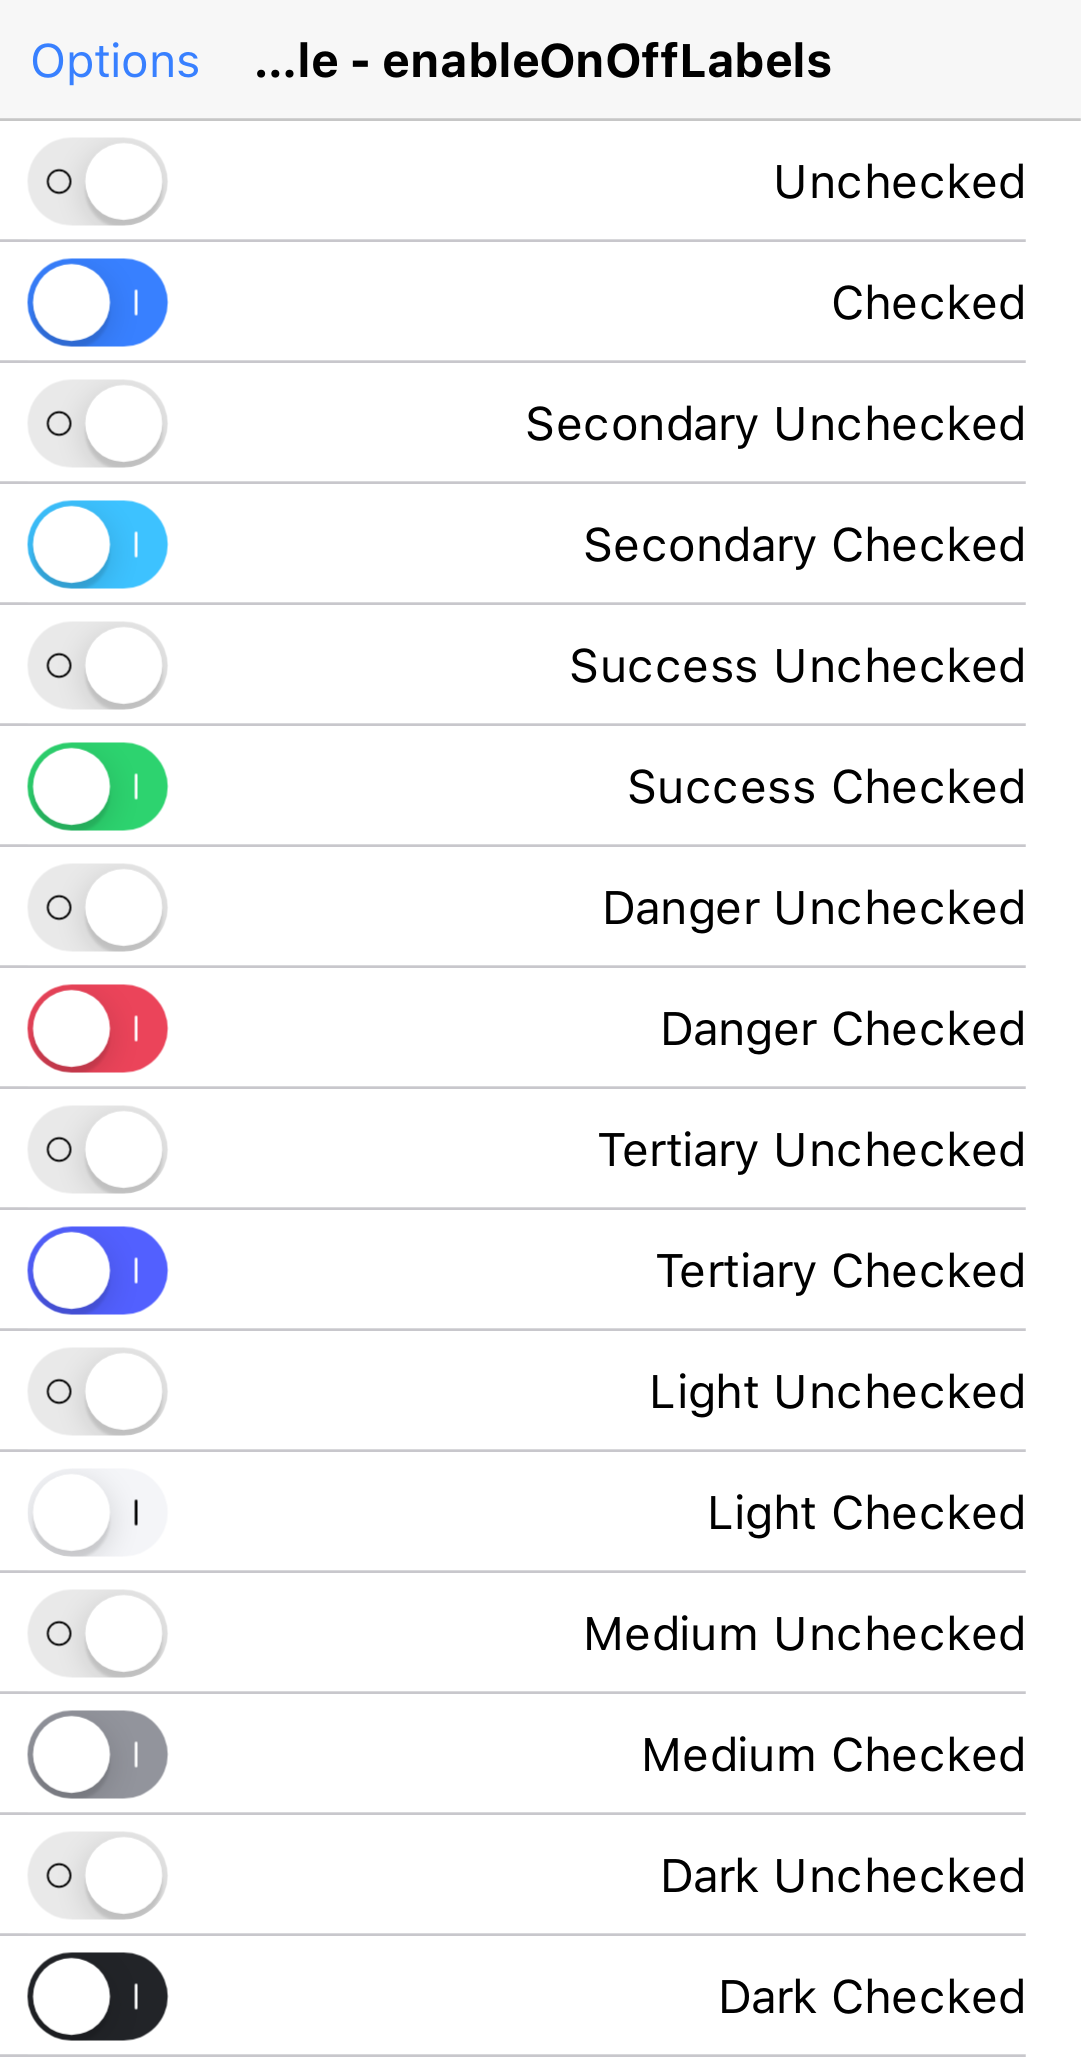 Options ...le - enableOnOffLabels
Unchecked
Checked
Secondary Unchecked
Secondary Checked
Success Unchecked
Success Checked
Danger Unchecked
Danger Checked
Tertiary Unchecked
Tertiary Checked
Light Unchecked
Light Checked
Medium Unchecked
Medium Checked
Dark Unchecked
Dark Checked